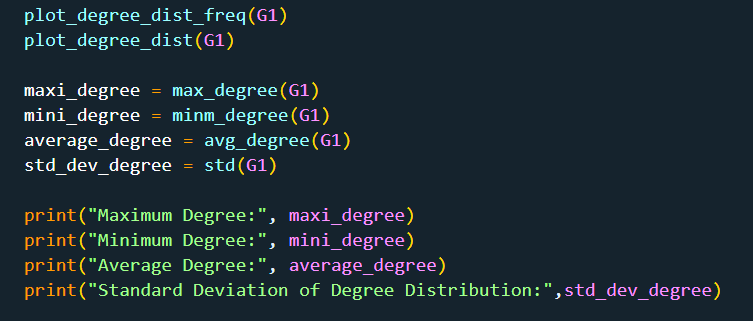 plot_degree_dist_freq(G1)
plot_degree_dist(G1)
maxi_degree = max_degree(G1)
mini_degree = minm_degree(G1)
average_degree = avg_degree(G1)
std_dev_degree = std(G1)
print("Maximum Degree:", maxi_degree)
print("Minimum Degree:", mini_degree)
print("Average Degree:", average_degree)
print("Standard Deviation of Degree Distribution:",std_dev_degree)